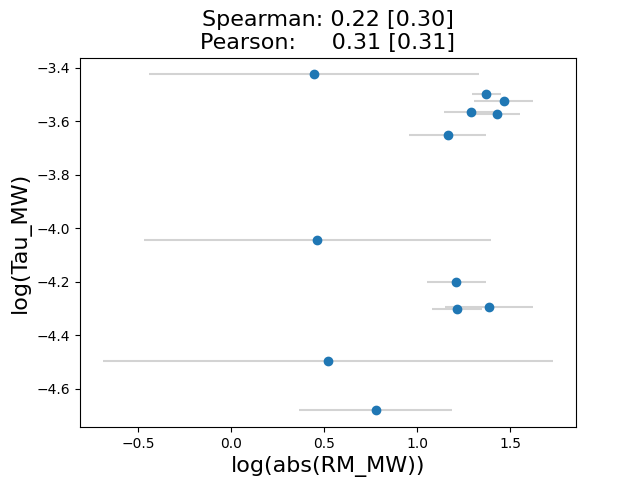 Spearman: 0.22 [0.30]
Pearson: 0.31 [0.31]
−3.4
−3.6
−3.8
−4.0
−4.2
−4.4
−4.6
log(Tau_MW)
−0.5 0.0 0.5 1.0 1.5
log(abs(RM_MW))